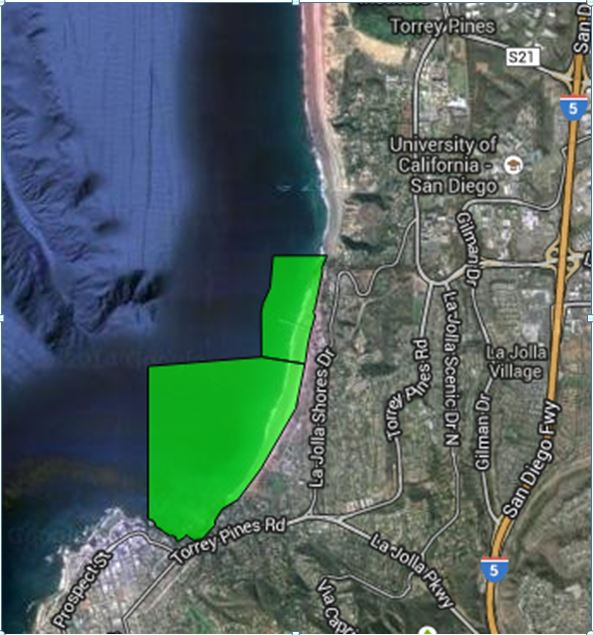 Torrey Pines
S21
San D
5
University of
California -
San Diego
Gilman Dr
La Jolla
Village
La Jolla Shores Dr
Torrey Pines Rd
La Jolla Scenic Dr N
Gilman Dr
San Diego Fwy
Torrey Pines Rd
La Jolla Pkwy
Prospect St
Via Capri
5